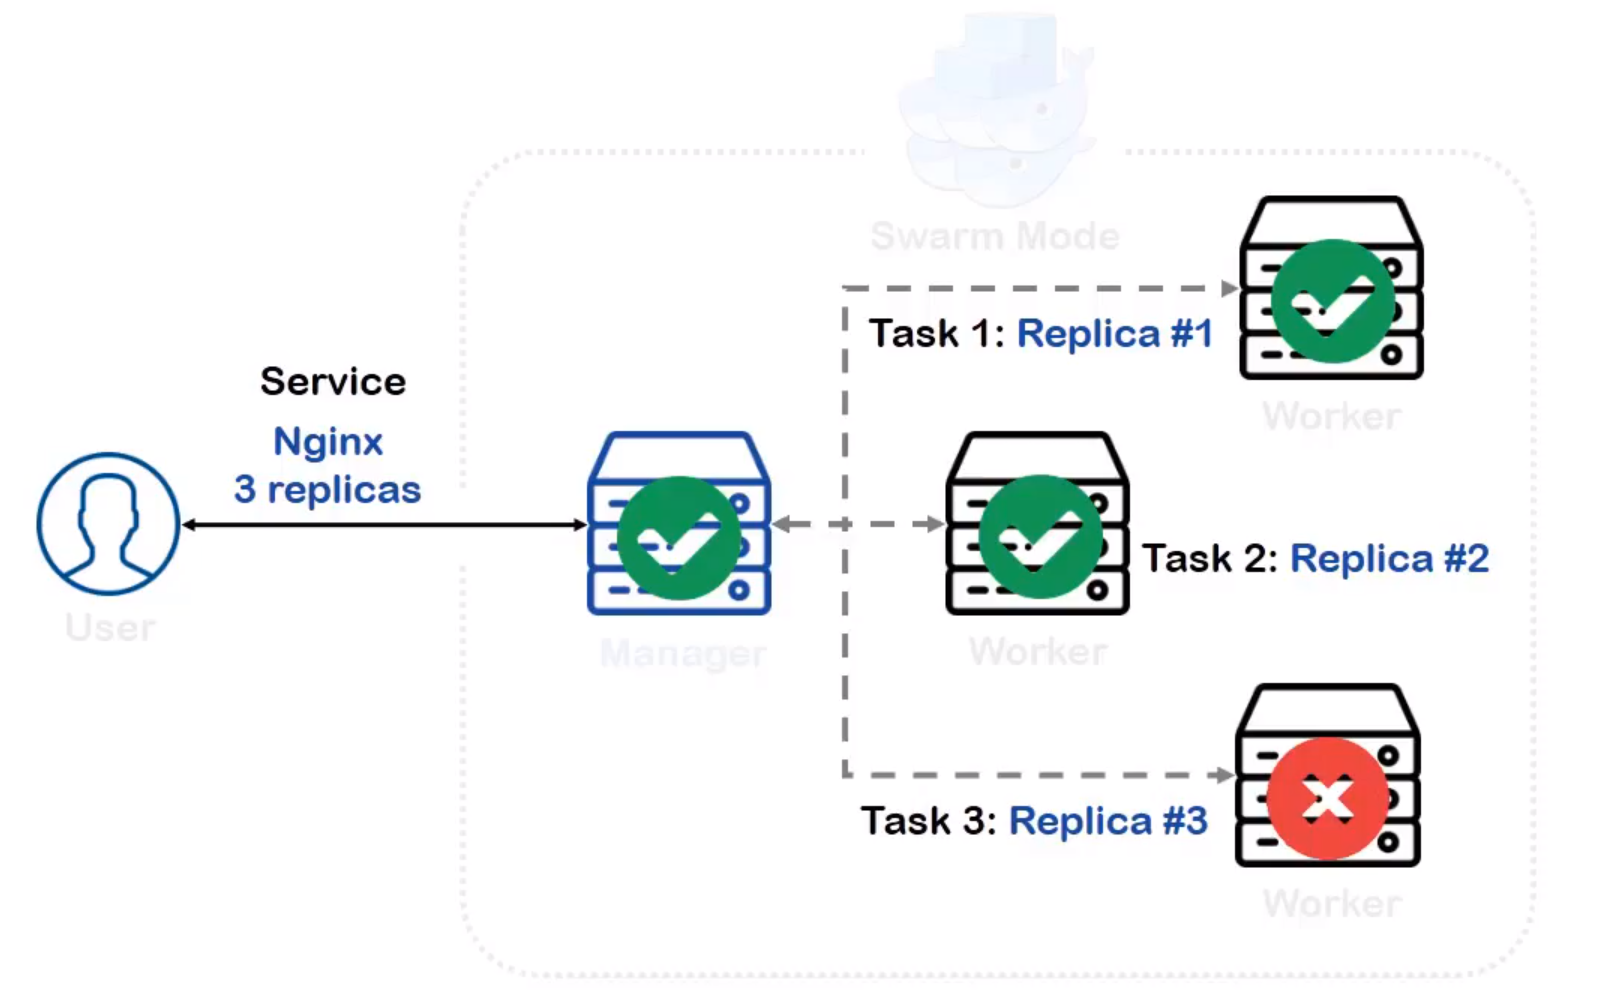 Swarm Mode
Task 1: Replica #1
Worker
Service
Nginx
3 replicas
User
Manager
Worker
Task 2: Replica #2
Task 3: Replica #3
Worker